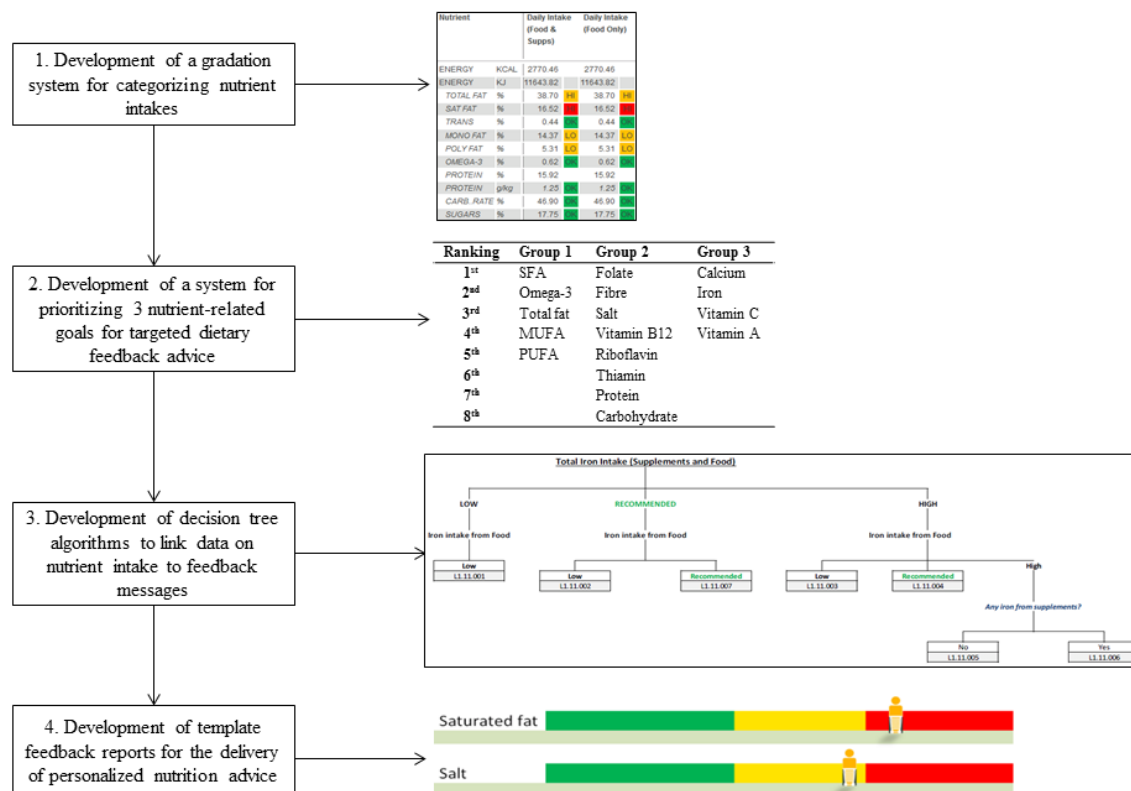 1. Development of a gradation
system for categorizing nutrient
intakes
Nutrient Daily Intake Daily Intake
(Food & (Food Only)
Supps)
ENERGY KCAL 2770.46 2770.46
ENERGY KJ 11643.82 11643.82
TOTAL FAT % 38.70 HI 38.70 HI
SAT FAT % 16.52 16.52
TRANS % 0.44 OK 0.44 OK
MONO FAT % 14.37 LO 14.37 LO
POLY FAT % 5.31 LO 5.31 LO
OMEGA-3 % 0.62 OK 0.62 OK
PROTEIN % 15.92 15.92
PROTEIN g/kg 1.25 OK 1.25 OK
CARB..RATE % 46.90 OK 46.90 OK
SUGARS % 17.75 OK 17.75 OK
2. Development of a system for
prioritizing 3 nutrient-related
goals for targeted dietary
feedback advice
Ranking Group 1 Group 2 Group 3
1st SFA Folate Calcium
2nd Omega-3 Fibre Iron
3rd Total fat Salt Vitamin C
4th MUFA Vitamin B12 Vitamin A
5th PUFA Riboflavin
6th Thiamin
7th Protein
8th Carbohydrate
3. Development of decision tree
algorithms to link data on
nutrient intake to feedback
messages
Total Iron Intake (Supplements and Food)
LOW RECOMMENDED HIGH
Iron intake from Food Iron intake from Food Iron intake from Food
Low Low Recommended Low Recommended High
L1.11.001 L1.11.002 L1.11.007 L1.11.003 L1.11.004
Any iron from supplements?
No Yes
L1.11.005 L1.11.006
4. Development of template
feedback reports for the delivery
of personalized nutrition advice
Saturated fat
Salt